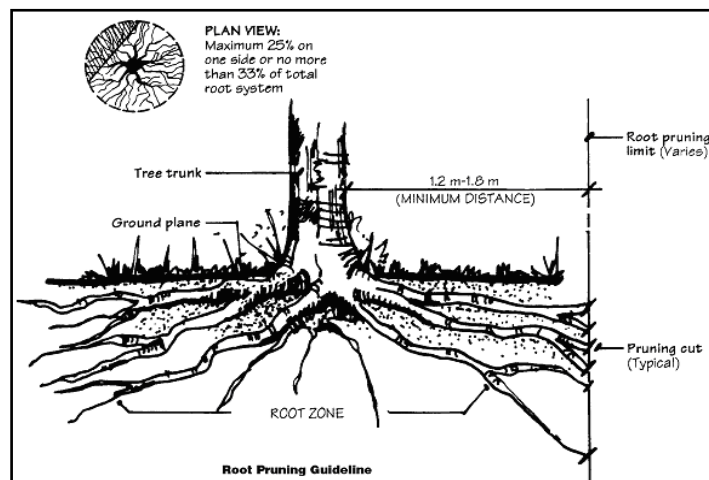 PLAN VIEW:
Maximum 25% on
one side or no more
than 33% of total
root system
Root pruning
limit (Varies)
Tree trunk
1.2 m-1.8 m
(MINIMUM DISTANCE)
Ground plane
Pruning cut
(Typical)
ROOT ZONE
Root Pruning Guideline